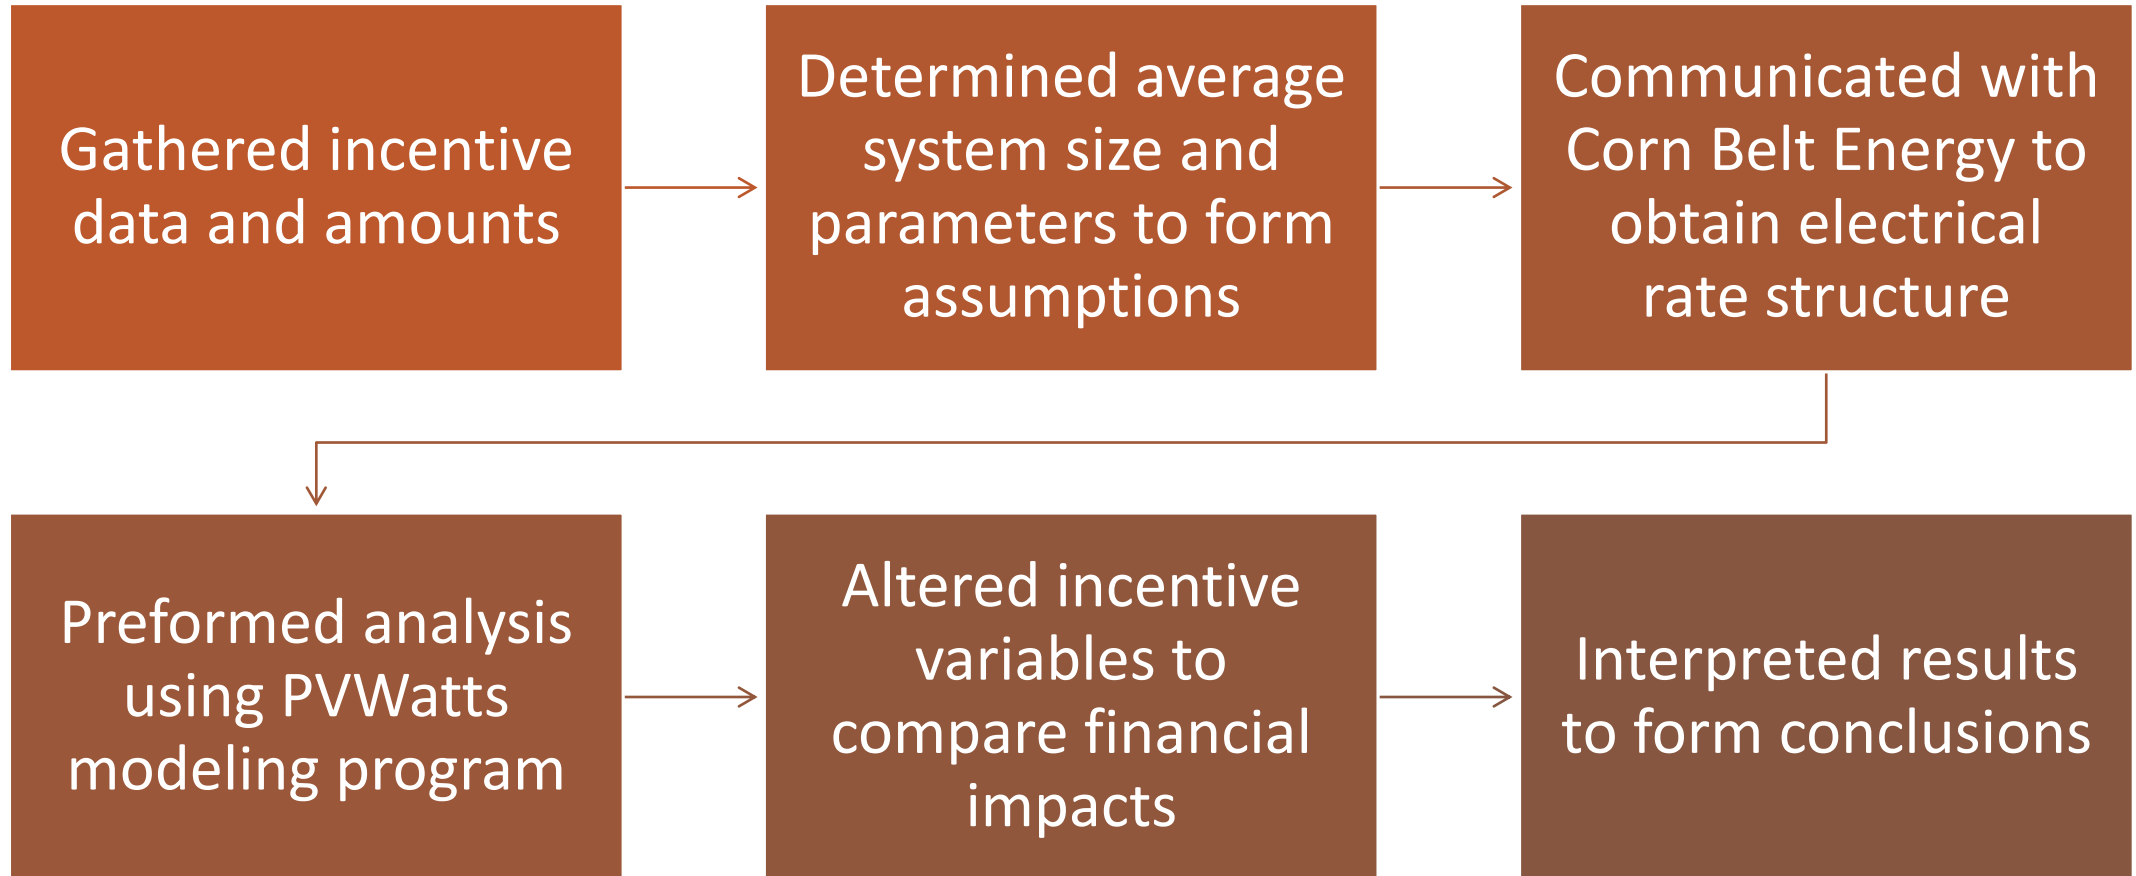 Gathered incentive
data and amounts
Determined average
system size and
parameters to form
assumptions
Communicated with
Corn Belt Energy to
obtain electrical
rate structure
Preformed analysis
using PVWatts
modeling program
Altered incentive
variables to
compare financial
impacts
Interpreted results
to form conclusions